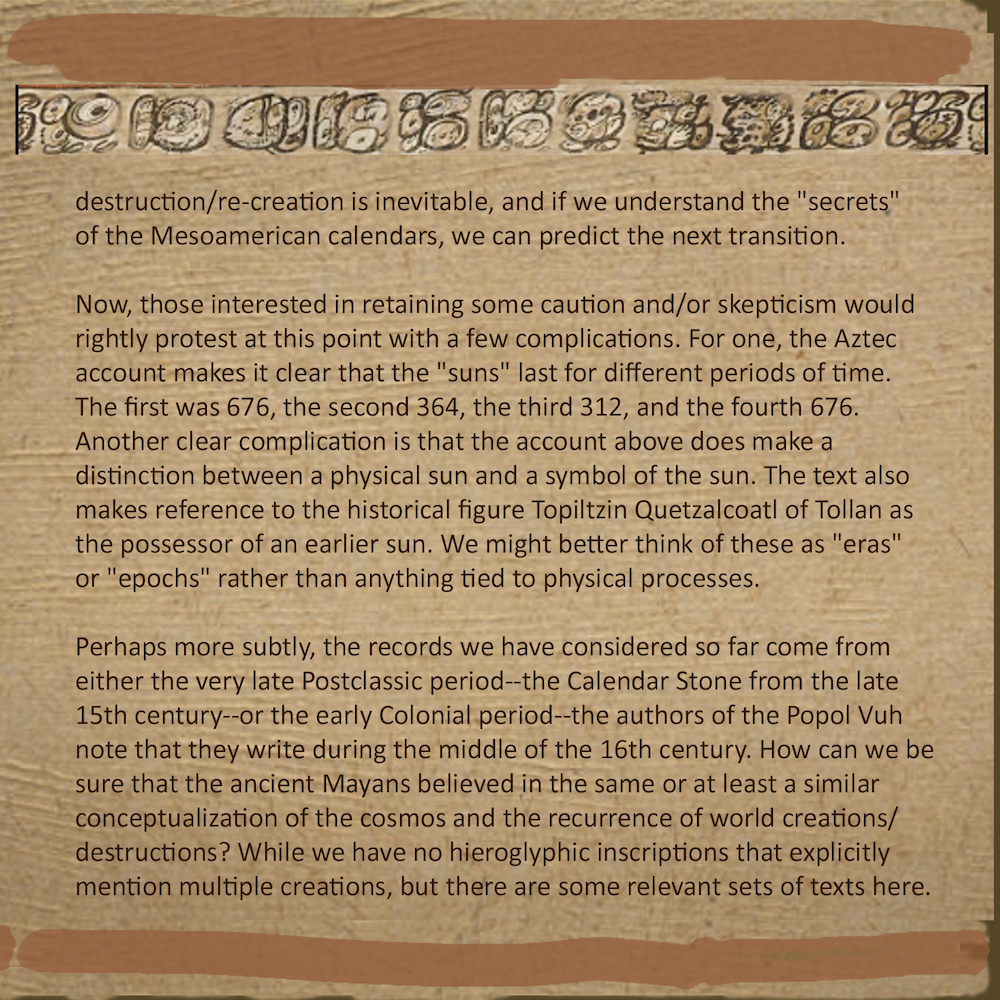 destruction/re-creation is inevitable, and if we understand the "secrets"
of the Mesoamerican calendars, we can predict the next transition.
Now, those interested in retaining some caution and/or skepticism would
rightly protest at this point with a few complications. For one, the Aztec
account makes it clear that the "suns" last for different periods of time.
The first was 676, the second 364, the third 312, and the fourth 676.
Another clear complication is that the account above does make a
distinction between a physical sun and a symbol of the sun. The text also
makes reference to the historical figure Topiltzin Quetzalcoatl of Tollan as
the possessor of an earlier sun. We might better think of these as "eras"
or "epochs" rather than anything tied to physical processes.
Perhaps more subtly, the records we have considered so far come from
either the very late Postclassic period--the Calendar Stone from the late
15th century--or the early Colonial period--the authors of the Popol Vuh
note that they write during the middle of the 16th century. How can we be
sure that the ancient Mayans believed in the same or at least a similar
conceptualization of the cosmos and the recurrence of world creations/
destructions? While we have no hieroglyphic inscriptions that explicitly
mention multiple creations, but there are some relevant sets of texts here.